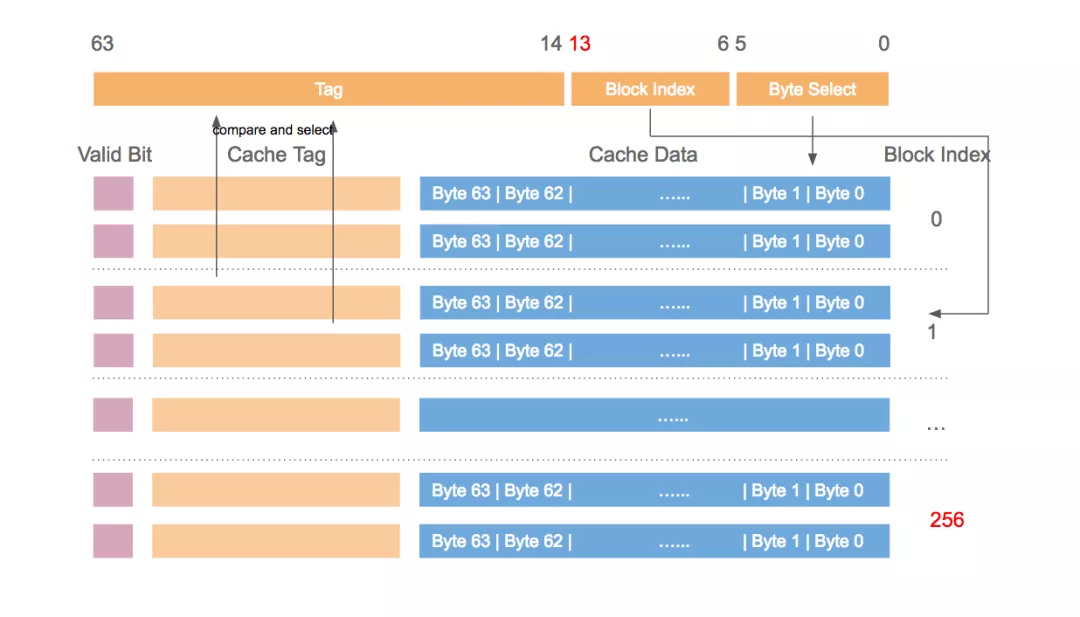 63 14 13 6 5 0
Tag Block Index Byte Select
compare and select
Valid Bit Cache Tag Cache Data Block Index
Byte 63 | Byte 62 | ...... | Byte 1 | Byte 0
0
Byte 63 | Byte 62 | ...... | Byte 1 | Byte 0
Byte 63 | Byte 62 | ...... | Byte 1 | Byte 0
1
Byte 63 | Byte 62 | ...... | Byte 1 | Byte 0
...... ...
Byte 63 | Byte 62 | ...... | Byte 1 | Byte 0
256
Byte 63 | Byte 62 | ...... | Byte 1 | Byte 0